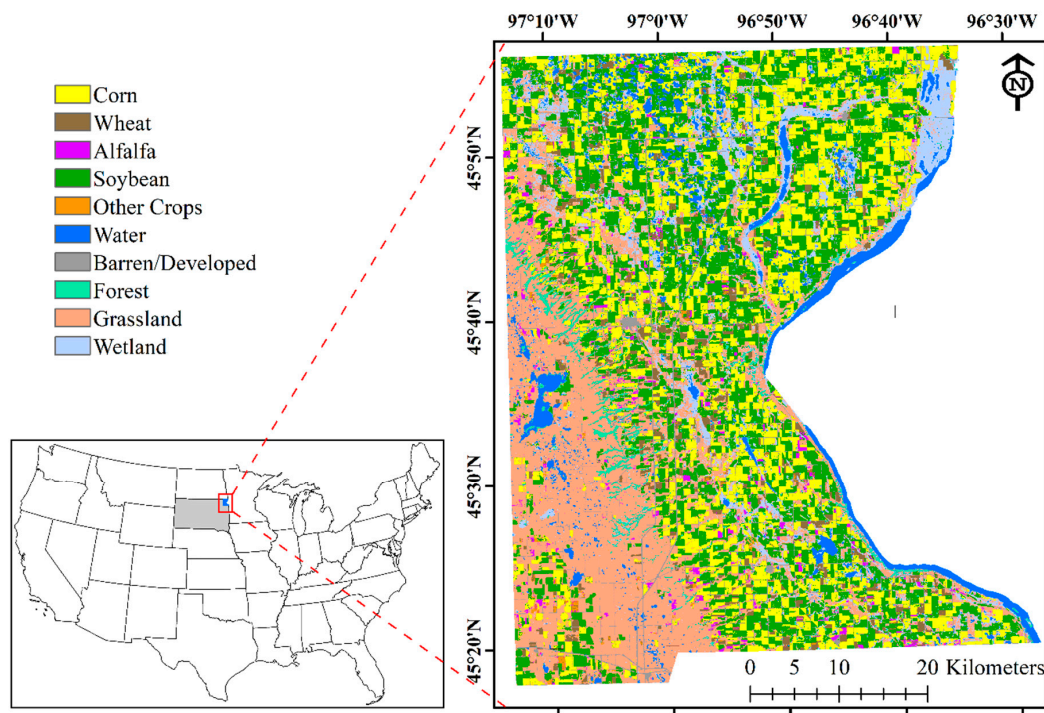 97°10'W 97°0'W 96°50'W 96°40'W 96°30'W
N
Corn
Wheat
Alfalfa
Soybean
Other Crops
Water
Barren/Developed
Forest
Grassland
Wetland
45°50'N
45°40'N
45°30'N
45°20'N
0 5 10 20 Kilometers